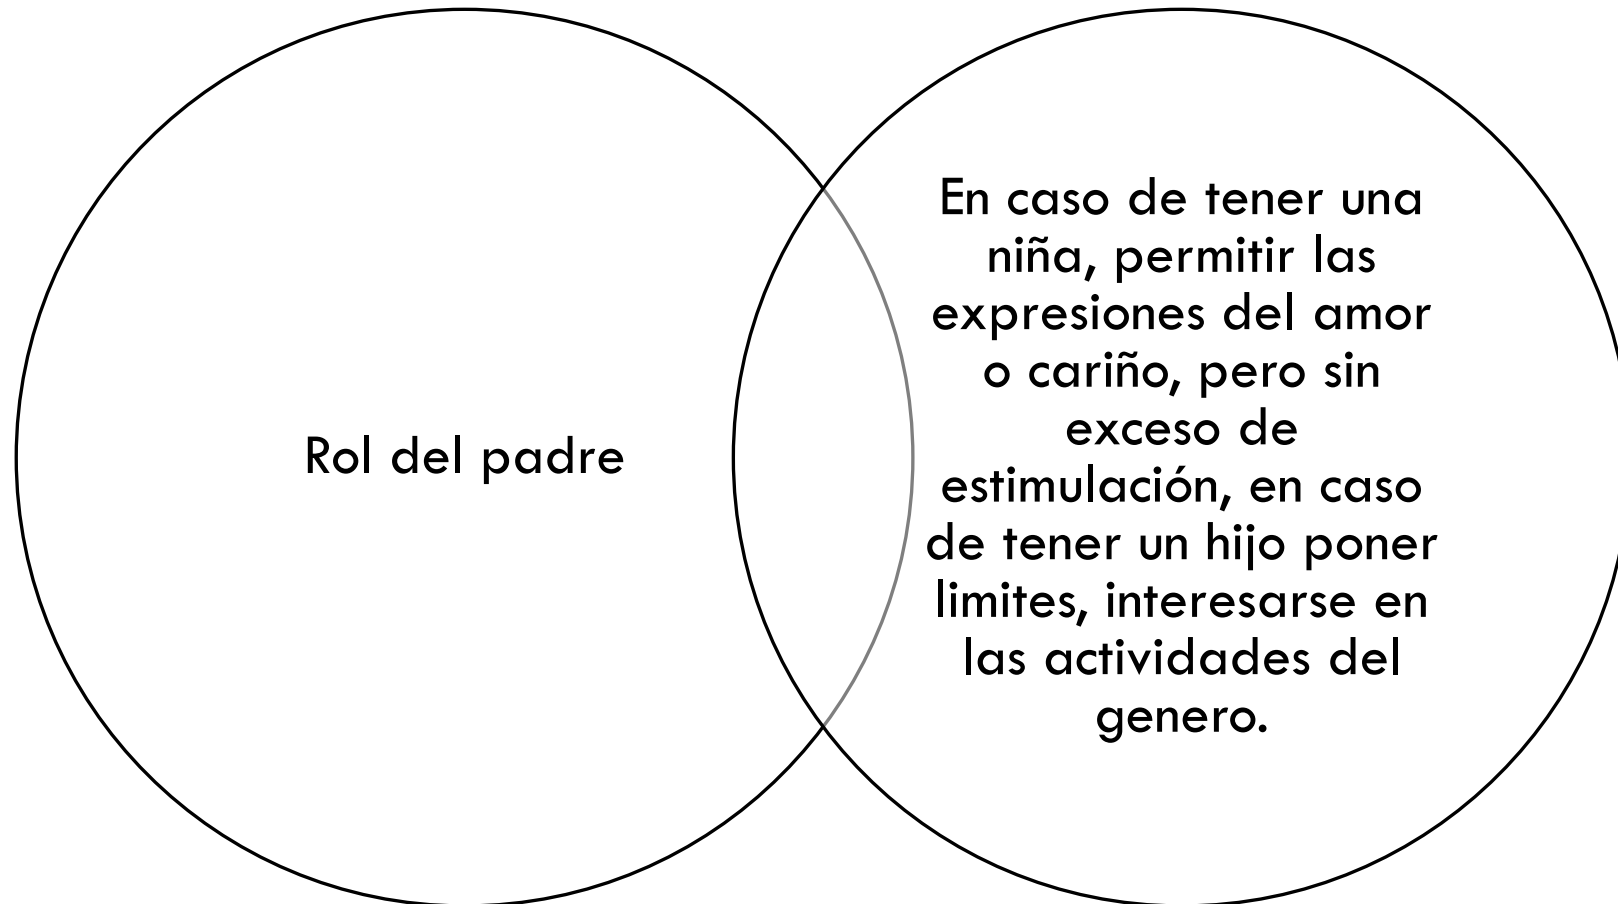 Rol del padre
En caso de tener una
niña, permitir las
expresiones del amor
o cariño, pero sin
exceso de
estimulación, en caso
de tener un hijo poner
limites, interesarse en
las actividades del
genero.